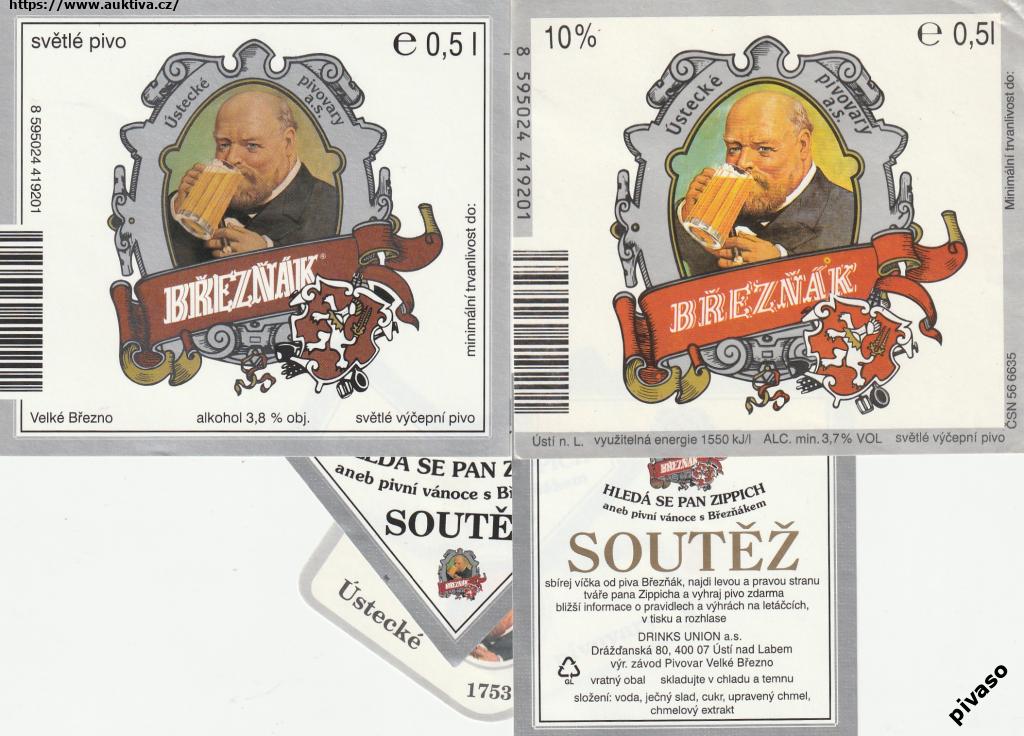 https://www.auktiva.cz/
světlé pivo
℮ 0,5 l
Ústecké pivovary a.s.
8 595024 419201
minimální trvanlivost do:
BŘEZŇÁK®
Velké Březno
alkohol 3,8 % obj.
světlé výčepní pivo
10%
℮ 0,5l
8 595024 419201
Ústecké pivovary a.s.
Minimální trvanlivost do:
BŘEZŇÁK
ČSN 56 6635
Ústí n. L. využitelná energie 1550 kJ/l ALC. min. 3,7% VOL světlé výčepní pivo
SE PAN
aneb pivní vánoce s
SOUTĚ
BŘEZŇÁK
Ústecké
1753
HLEDÁ SE PAN ZIPPICH
aneb pivní vánoce s Březňákem
SOUTĚŽ
sbírej víčka od piva Březňák, najdi levou a pravou stranu
tváře pana Zippicha a vyhraj pivo zdarma
bližší informace o pravidlech a výhrách na letáčcích,
v tisku a rozhlase
DRINKS UNION a.s.
Drážďanská 80, 400 07 Ústí nad Labem
výr. závod Pivovar Velké Březno
GL
vratný obal skladujte v chladu a temnu
složení: voda, ječný slad, cukr, upravený chmel,
chmelový extrakt
pivaso